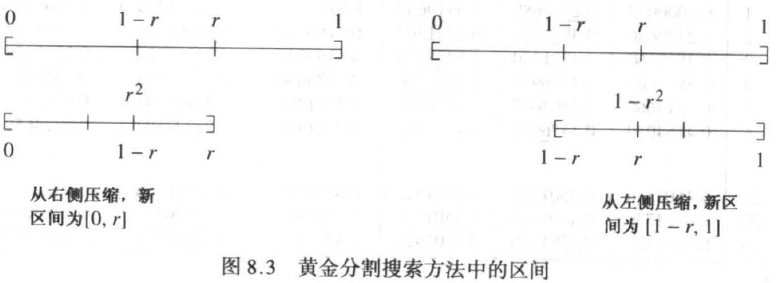 0 1 − r r 1
r²
0 1 − r r
从右侧压缩，新
区间为[0, r]
0 1 − r r 1
1 − r²
1 − r r 1
从左侧压缩，新区
间为 [1 − r, 1]
图 8.3 黄金分割搜索方法中的区间